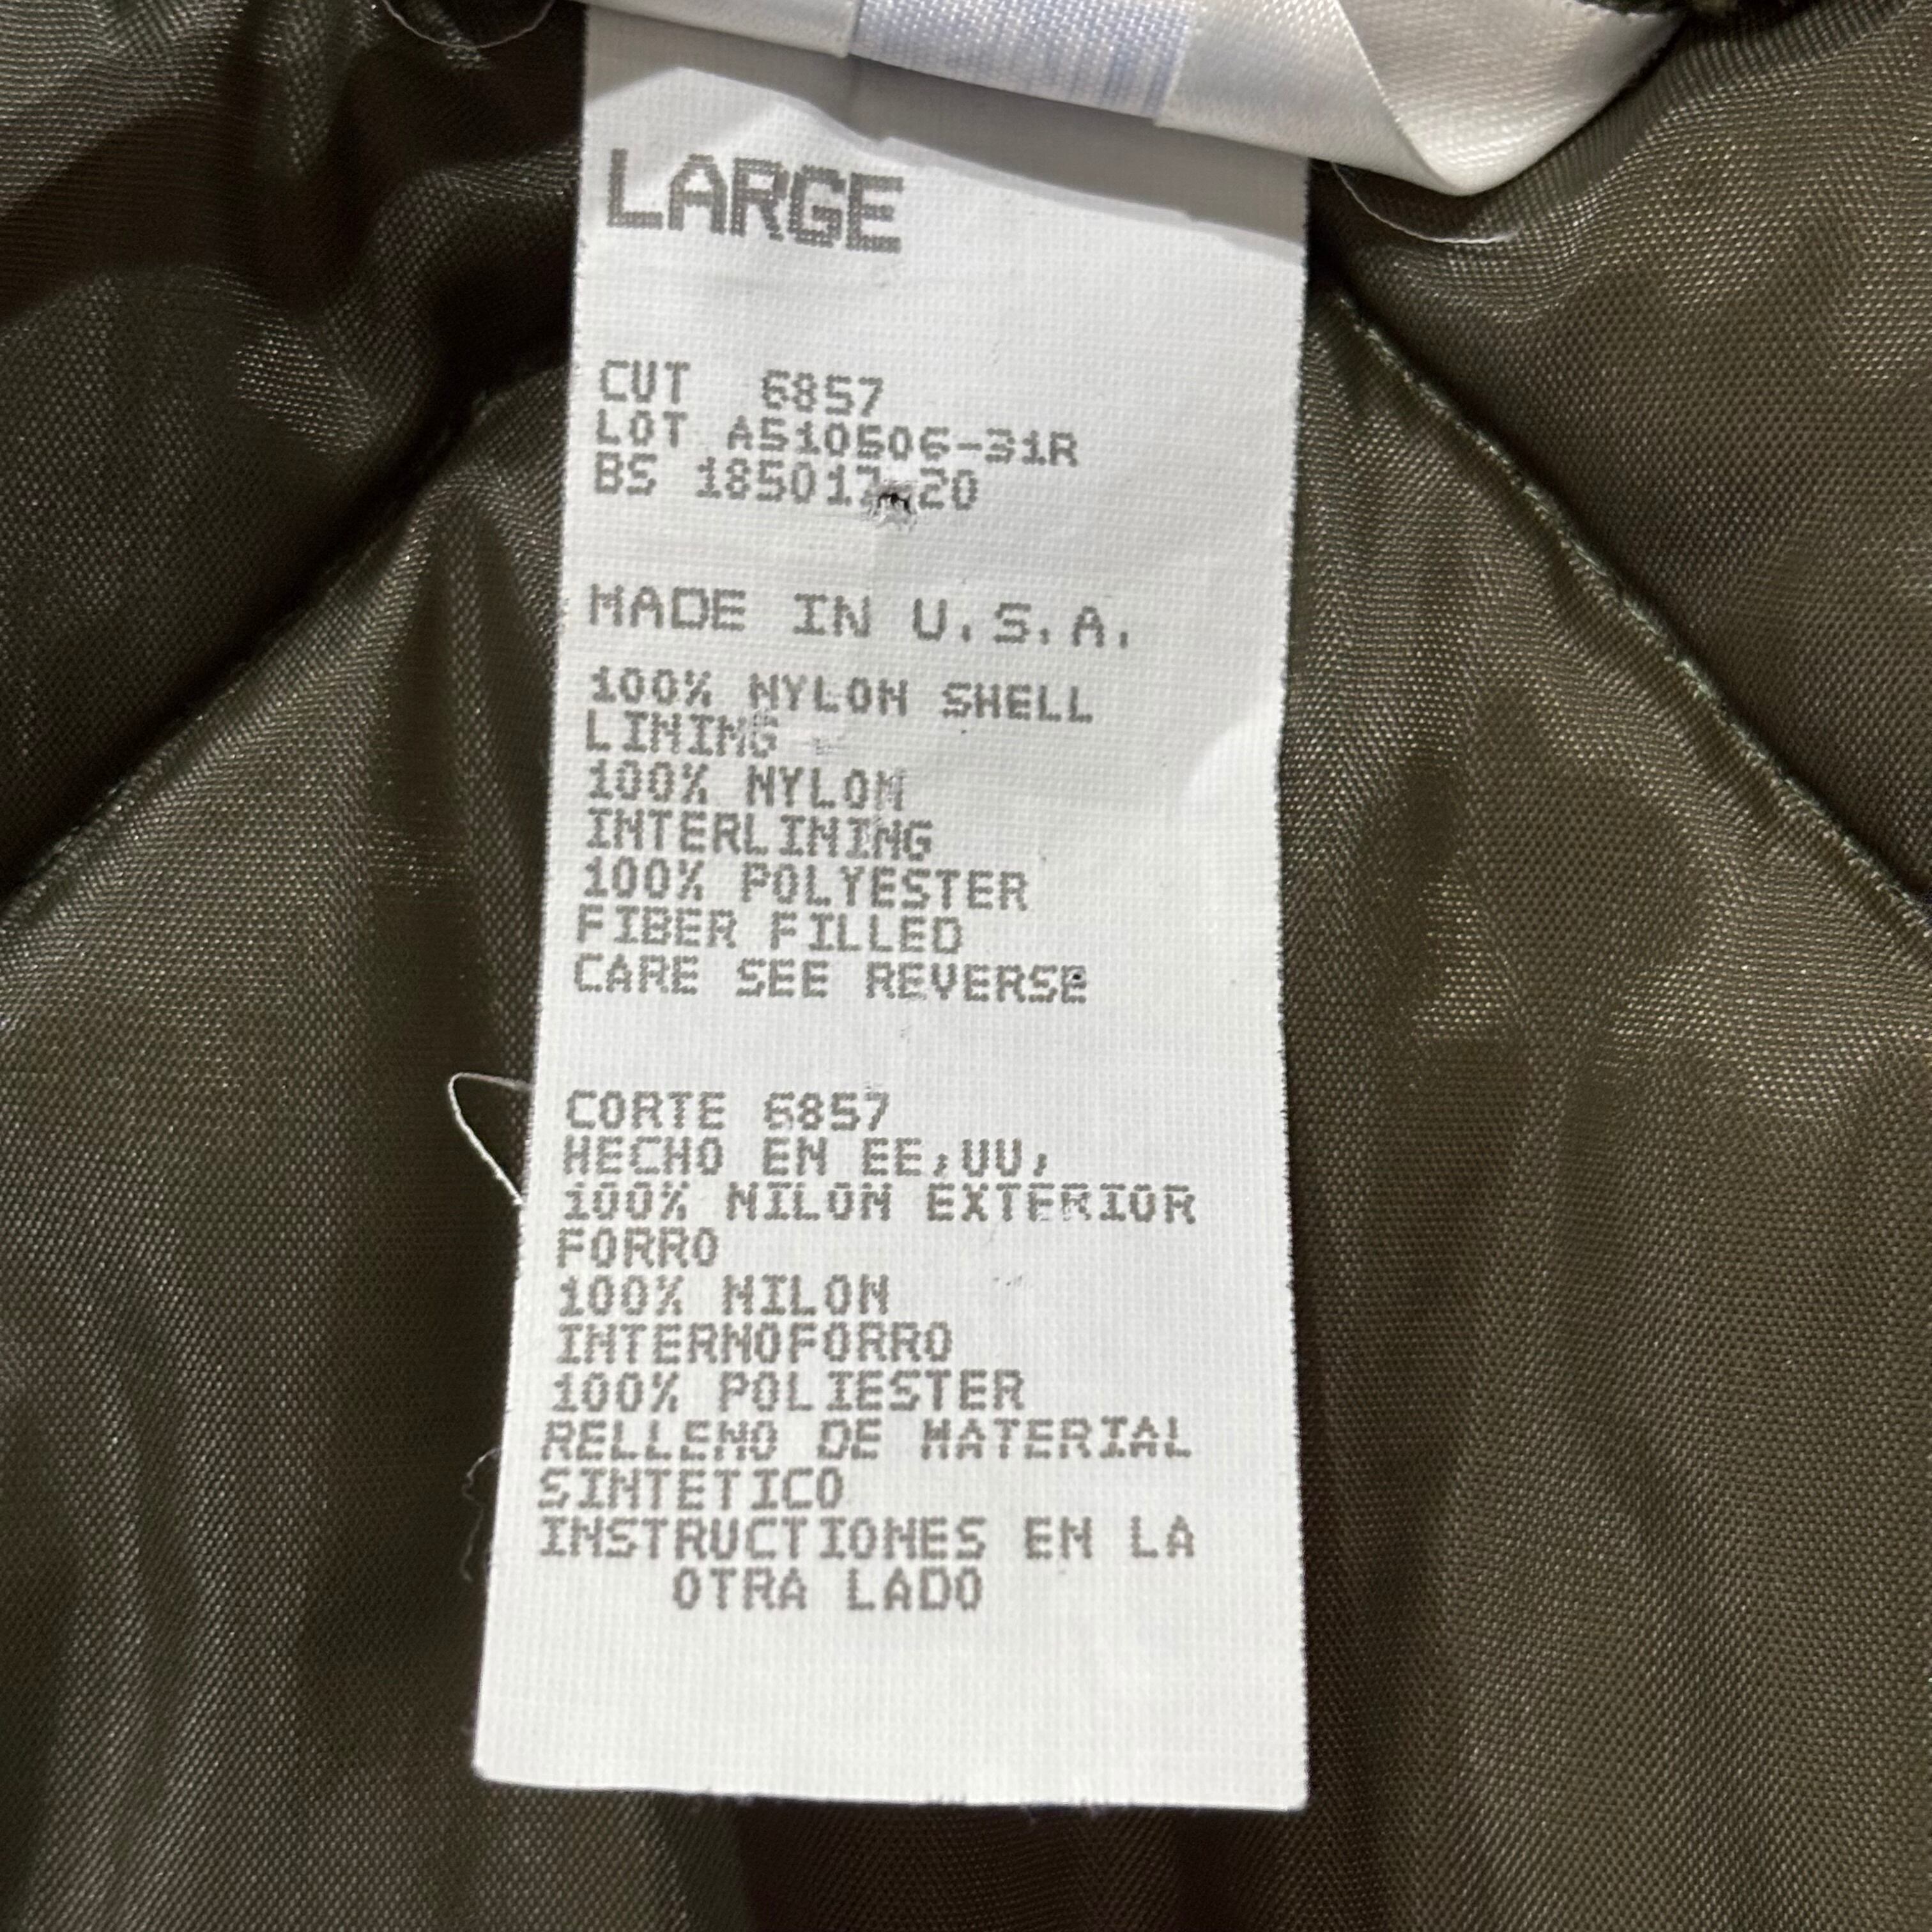 LARGE
CUT 6857
LOT A510506-31R
BS 185017-20
MADE IN U.S.A.
100% NYLON SHELL
LINING
100% NYLON
INTERLINING
100% POLYESTER
FIBER FILLED
CARE SEE REVERSE
CORTE 6857
HECHO EN EE,UU,
100% NILON EXTERIOR
FORRO
100% NILON
INTERNOFORRO
100% POLIESTER
RELLENO DE MATERIAL
SINTETICO
INSTRUCTIONES EN LA
OTRA LADO